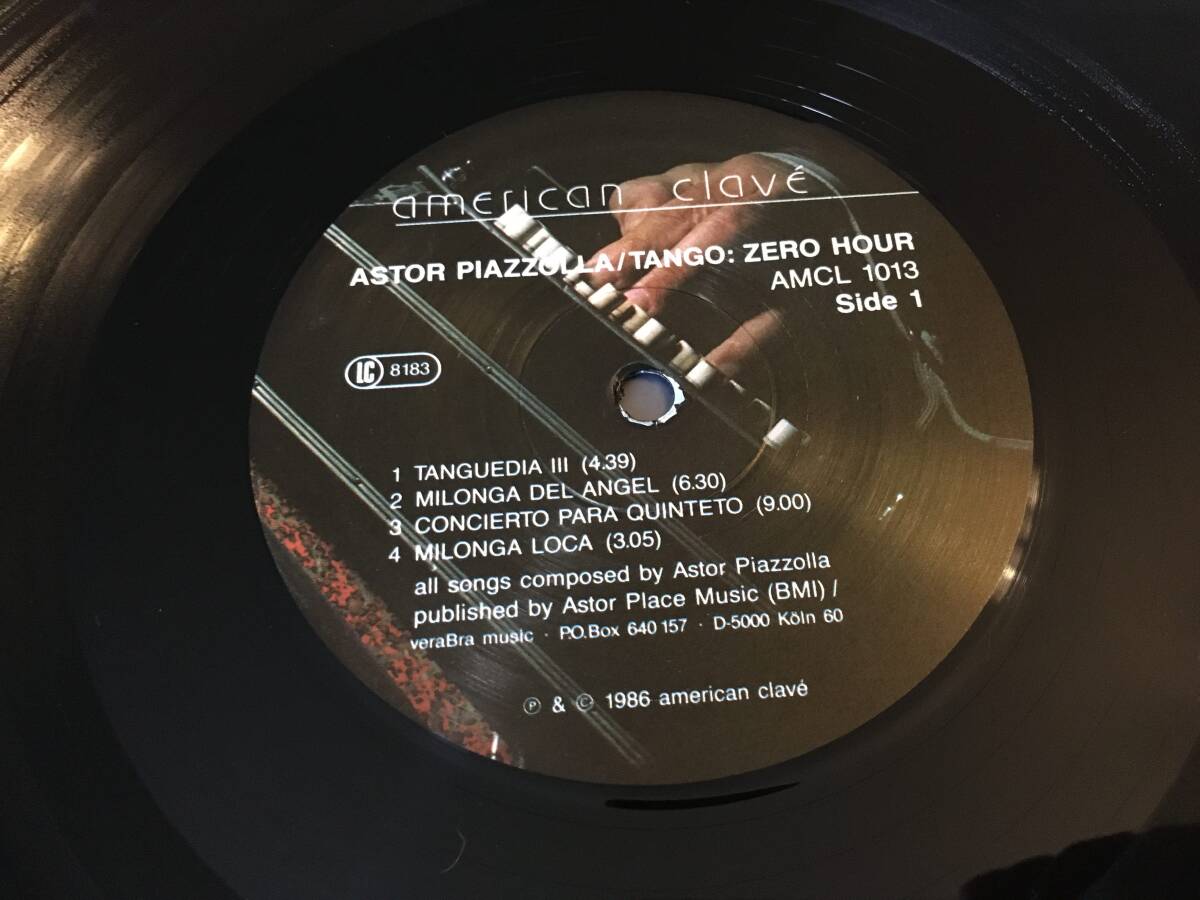 american clavé
ASTOR PIAZZOLLA/TANGO: ZERO HOUR
AMCL 1013
Side 1
LC 8183
1 TANGUEDIA III (4.39)
2 MILONGA DEL ANGEL (6.30)
3 CONCIERTO PARA QUINTETO (9.00)
4 MILONGA LOCA (3.05)
all songs composed by Astor Piazzolla
published by Astor Place Music (BMI) /
veraBra music · P.O.Box 640 157 · D-5000 Köln 60
℗ & © 1986 american clavé